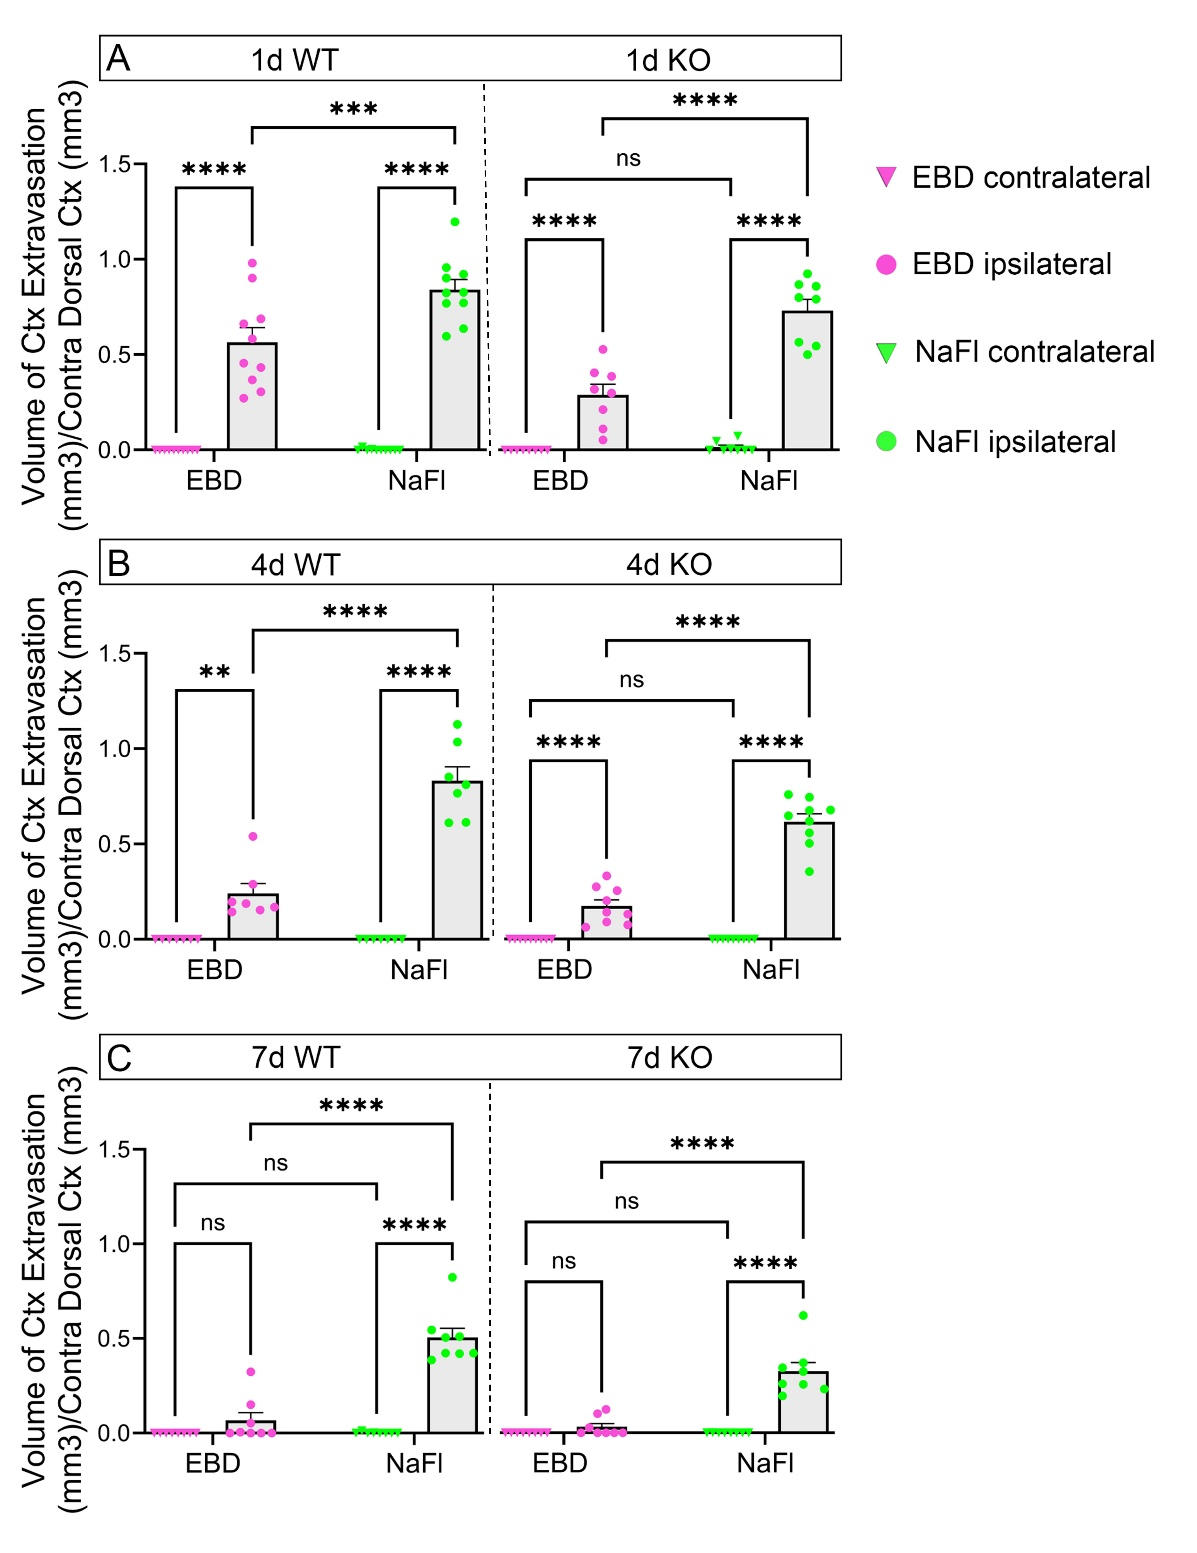 A 1d WT 1d KO
Volume of Ctx Extravasation
(mm3)/Contra Dorsal Ctx (mm3)
*** ****
**** **** ns
**** ****
1.5
1.0
0.5
0.0
EBD NaFl EBD NaFl
EBD contralateral
EBD ipsilateral
NaFl contralateral
NaFl ipsilateral
B 4d WT 4d KO
Volume of Ctx Extravasation
(mm3)/Contra Dorsal Ctx (mm3)
**** ****
** **** ns
**** ****
1.5
1.0
0.5
0.0
EBD NaFl EBD NaFl
C 7d WT 7d KO
Volume of Ctx Extravasation
(mm3)/Contra Dorsal Ctx (mm3)
**** ****
ns ns
ns **** ns ****
1.5
1.0
0.5
0.0
EBD NaFl EBD NaFl